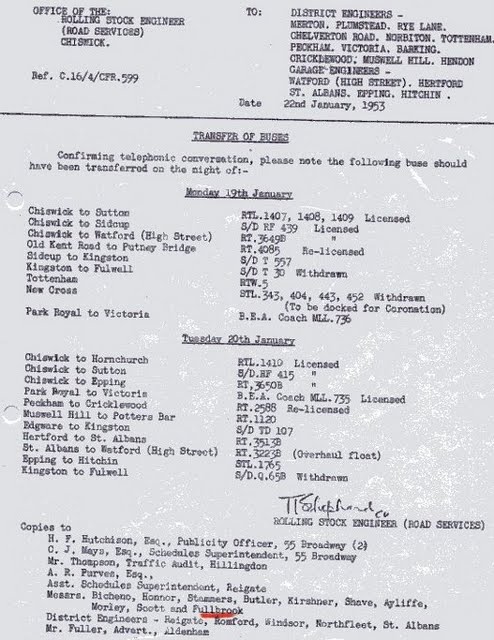 OFFICE OF THE:
ROLLING STOCK ENGINEER
(ROAD SERVICES)
CHISWICK.
Ref. C.16/4/CFR.599
TO: DISTRICT ENGINEERS -
MERTON. PLUMSTEAD. RYE LANE.
CHELVERTON ROAD. NORBITON. TOTTENHAM.
PECKHAM. VICTORIA. BARKING.
CRICKLEWOOD. MUSWELL HILL. HENDON
GARAGE ENGINEERS -
WATFORD (HIGH STREET). HERTFORD
ST. ALBANS. EPPING. HITCHIN.
Date 22nd January, 1953
TRANSFER OF BUSES
Confirming telephonic conversation, please note the following buse should
have been transferred on the night of:-
Monday 19th January
Chiswick to Sutton RTL.1407, 1408, 1409 Licensed
Chiswick to Sidcup S/D RF 439 Licensed
Chiswick to Watford (High Street) RT.3649B "
Old Kent Road to Putney Bridge RT.4085 Re-licensed
Sidcup to Kingston S/D T 557
Kingston to Fulwell S/D T 30 Withdrawn
Tottenham RTW.5
New Cross STL.343, 404, 443, 452 Withdrawn
(To be docked for Coronation)
Park Royal to Victoria B.E.A. Coach MLL.736
Tuesday 20th January
Chiswick to Hornchurch RTL.1410 Licensed
Chiswick to Sutton S/D.RF 415 "
Chiswick to Epping RT.3650B "
Park Royal to Victoria B.E.A. Coach MLL.735 Licensed
Peckham to Cricklewood RT.2588 Re-licensed
Muswell Hill to Potters Bar RT.1120
Edgware to Kingston S/D TD 107
Hertford to St. Albans RT.3513B
St. Albans to Watford (High Street) RT.3223B (Overhaul float)
Epping to Hitchin STL.1765
Kingston to Fulwell S/D.Q.65B Withdrawn
ROLLING STOCK ENGINEER (ROAD SERVICES)
Copies to
H. F. Hutchison, Esq., Publicity Officer, 55 Broadway (2)
C. J. Mays, Esq., Schedules Superintendent, 55 Broadway
Mr. Thompson, Traffic Audit, Hillingdon
A. R. Purves, Esq.,
Asst. Schedules Superintendent, Reigate
Messrs. Bicheno, Honnor, Stammers, Butler, Kirshner, Shave, Ayliffe,
Morley, Scott and Fullbrook
District Engineers - Reigate, Romford, Windsor, Northfleet, St. Albans
Mr. Fuller, Advert., Aldenham